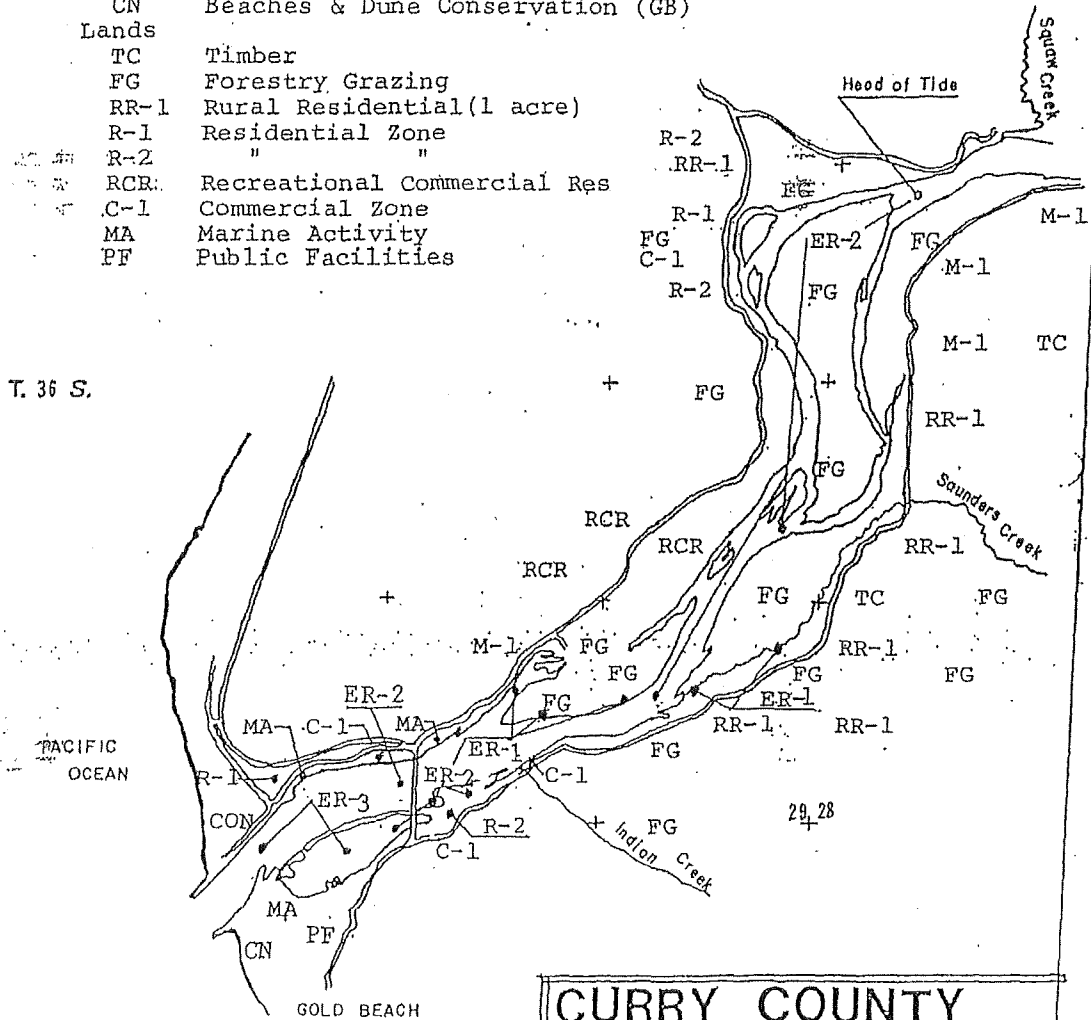 CN Beaches & Dune Conservation (GB)
Lands
TC Timber
FG Forestry Grazing
RR-1 Rural Residential(1 acre)
R-1 Residential Zone
R-2 " "
RCR: Recreational Commercial Res
C-1 Commercial Zone
MA Marine Activity
PF Public Facilities
Squaw Creek
Head of Tide
R-2
RR-1
FG
R-1
M-1
FG
ER-2
FG
C-1
M-1
R-2
FG
T. 36 S.
M-1
TC
FG
RR-1
FG
Saunders Creek
RCR
RCR
RR-1
RCR
FG
TC
FG
M-1
FG
RR-1
FG
FG
FG
ER-2
FG
ER-1
MA
C-1
MA
RR-1
RR-1
PACIFIC
OCEAN
ER-1
FG
R-1
ER-2
C-1
ER-3
CON
R-2
FG
29 28
C-1
Indian Creek
MA
PF
CN
GOLD BEACH
CURRY COUNTY